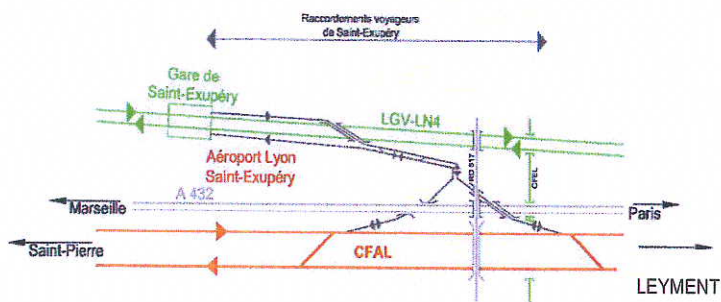 Raccordements voyageurs
de Saint-Exupéry
Gare de
Saint-Exupéry
LGV-LN4
Aéroport Lyon
Saint-Exupéry
RD 517
CFEL
A 432
Marseille
Paris
Saint-Pierre
CFAL
LEYMENT